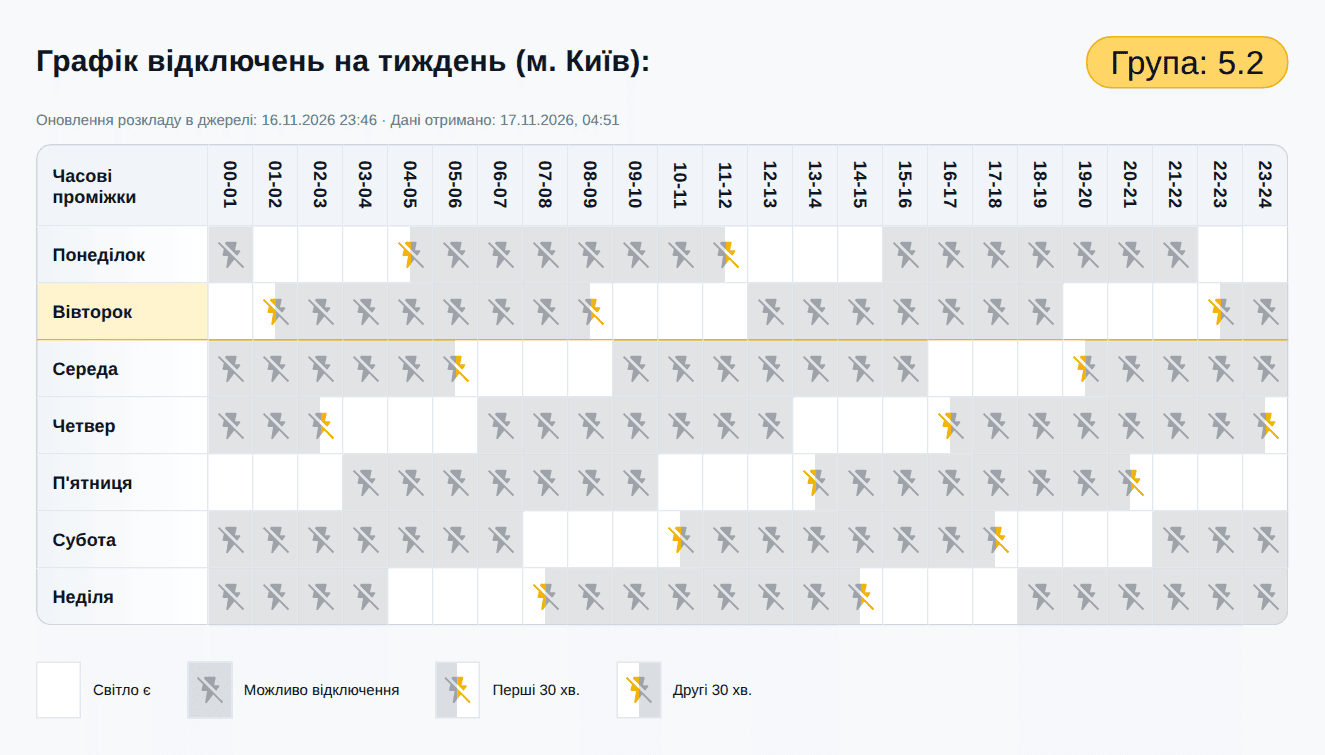 Графік відключень на тиждень (м. Київ):
Група: 5.2
Оновлення розкладу в джерелі: 16.11.2026 23:46 · Дані отримано: 17.11.2026, 04:51
Часові
проміжки
00-01 01-02 02-03 03-04 04-05 05-06 06-07 07-08 08-09 09-10 10-11 11-12 12-13 13-14 14-15 15-16 16-17 17-18 18-19 19-20 20-21 21-22 22-23 23-24
Понеділок
Вівторок
Середа
Четвер
П'ятниця
Субота
Неділя
Світло є Можливо відключення Перші 30 хв. Другі 30 хв.